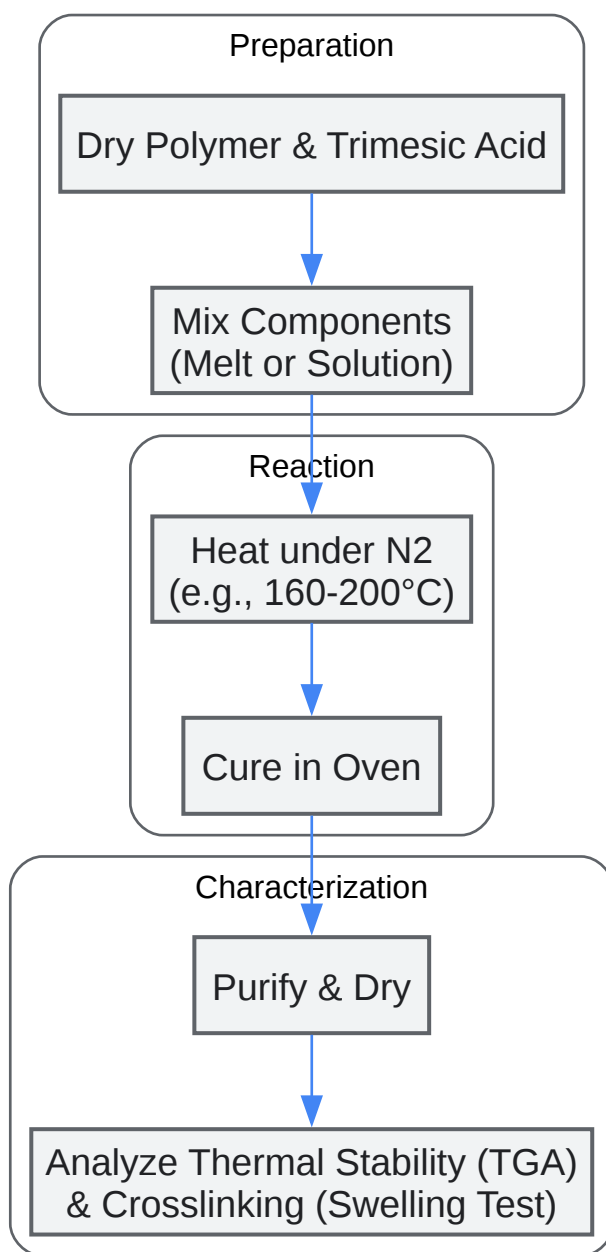 Preparation
Dry Polymer & Trimesic Acid
Mix Components
(Melt or Solution)
Reaction
Heat under N2
(e.g., 160-200°C)
Cure in Oven
Characterization
Purify & Dry
Analyze Thermal Stability (TGA)
& Crosslinking (Swelling Test)